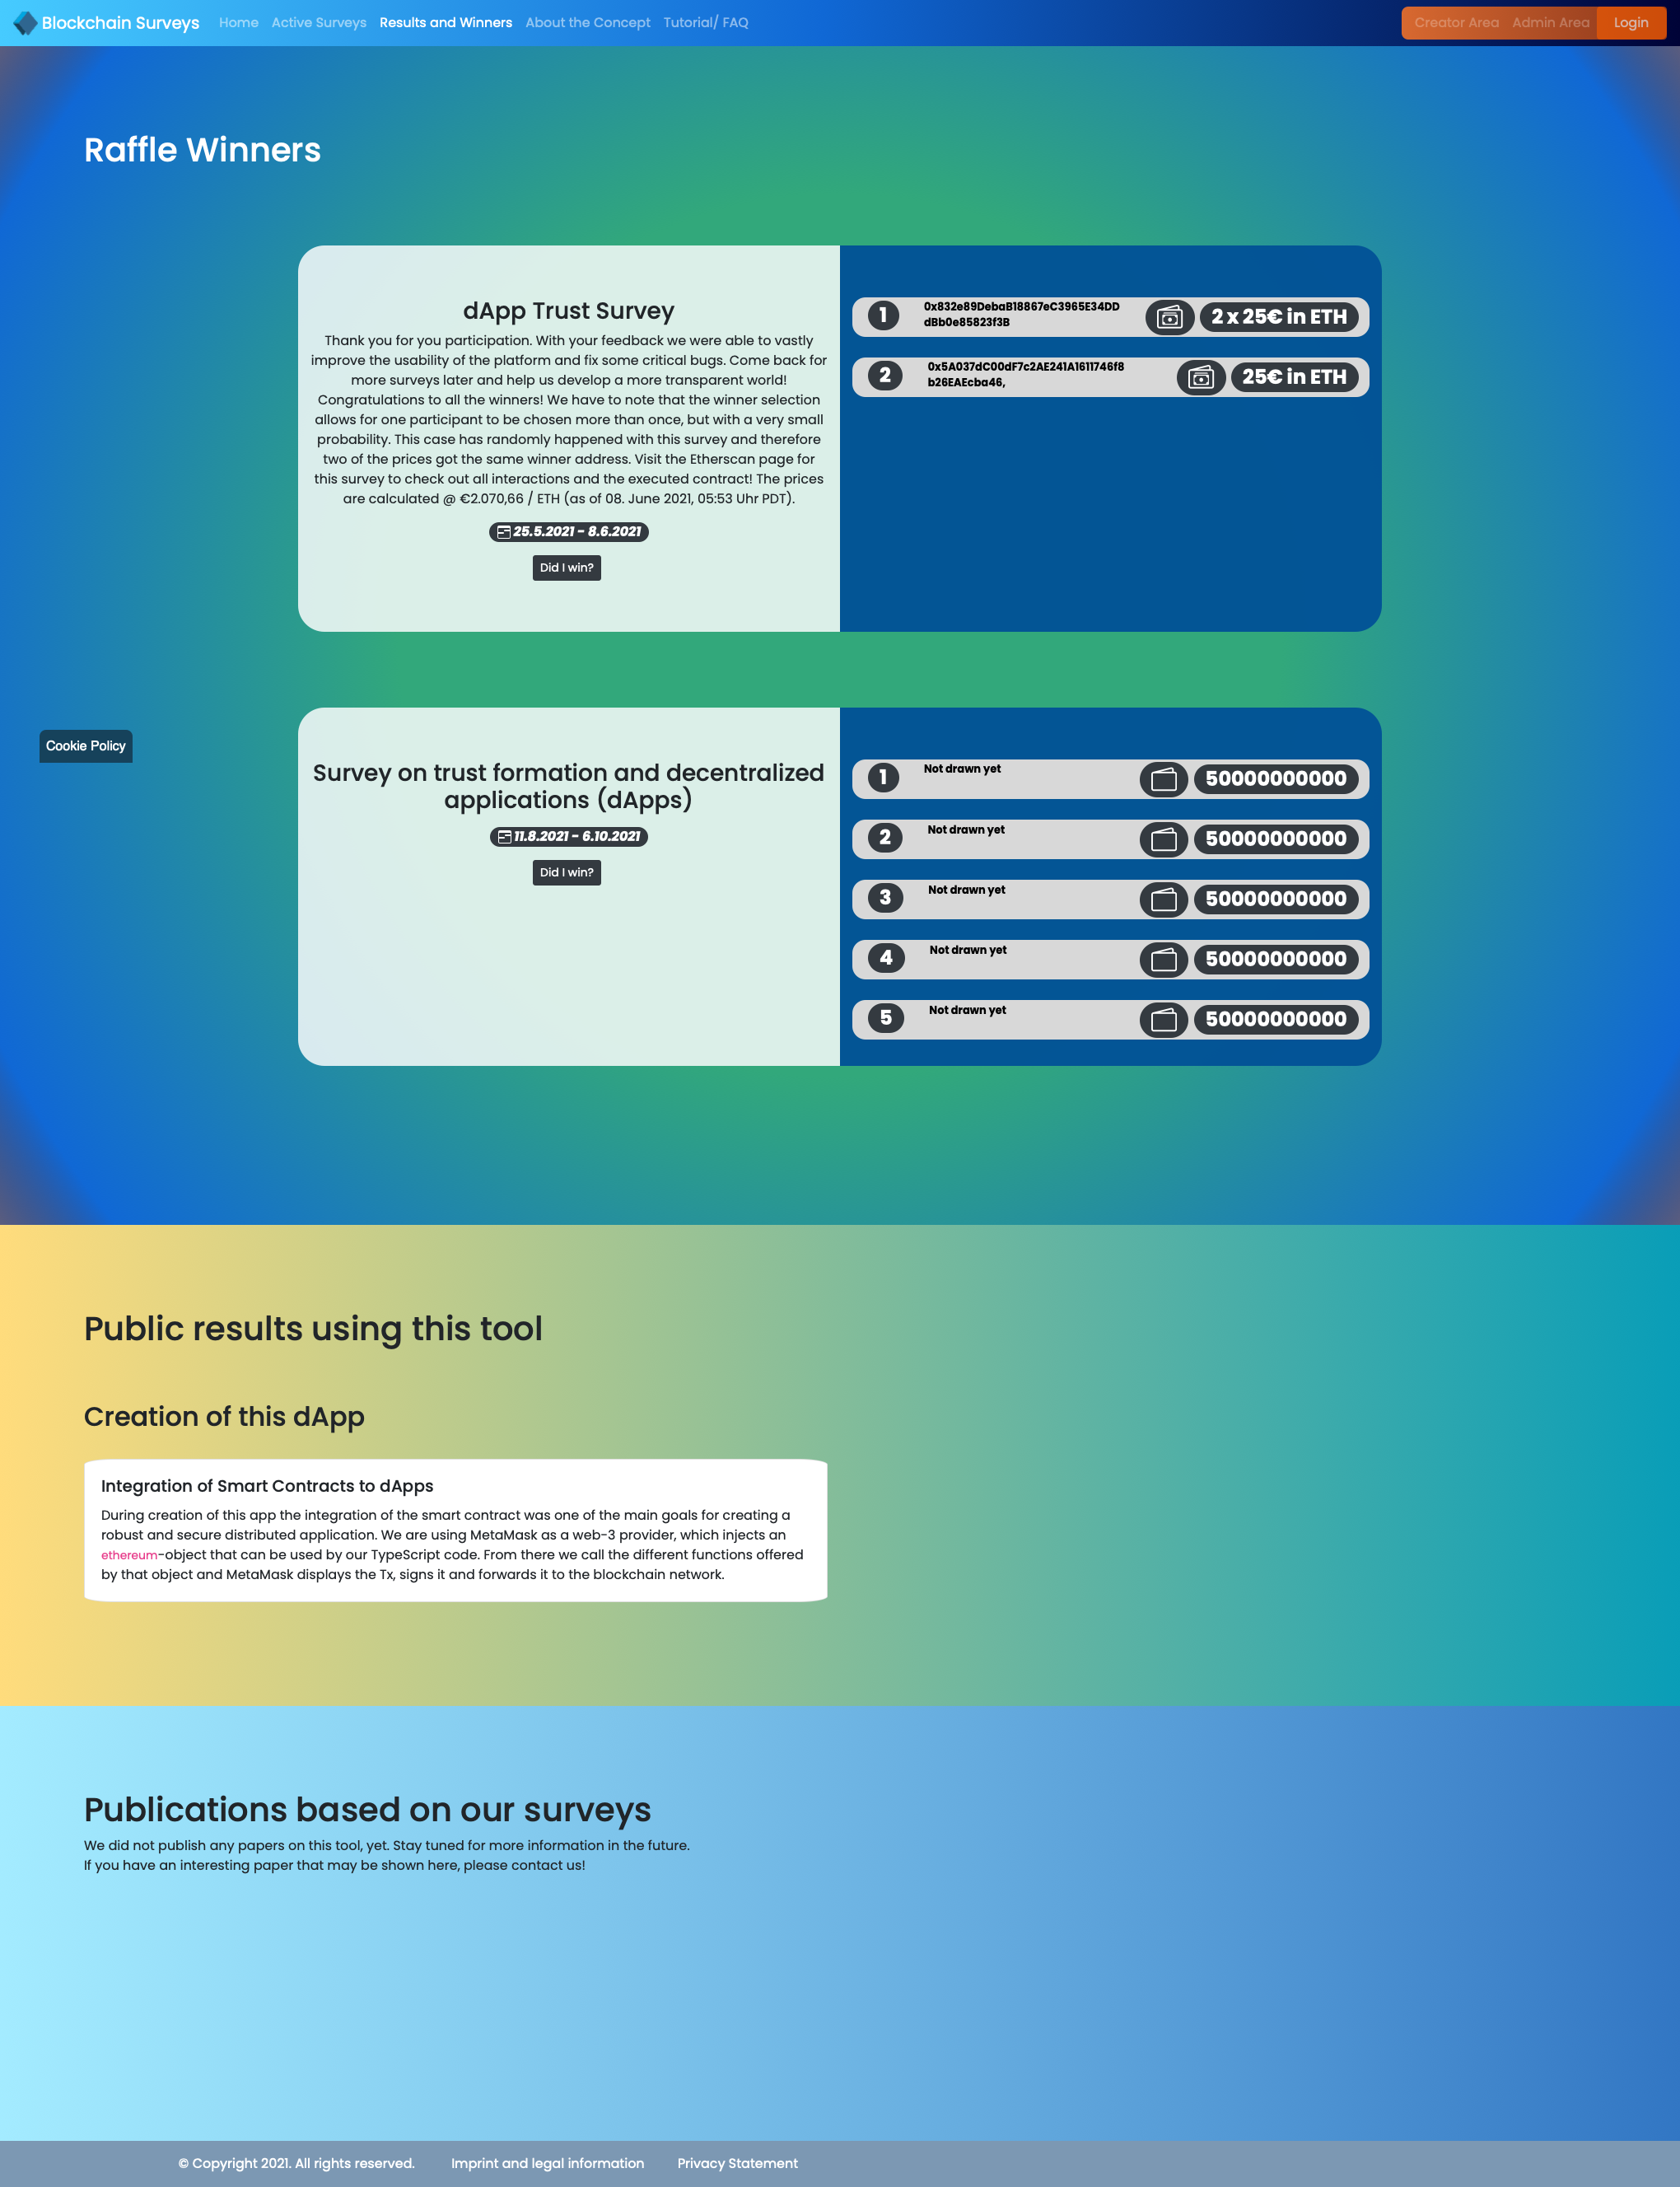 Blockchain Surveys Home Active Surveys Results and Winners About the Concept Tutorial/ FAQ Creator Area Admin Area Login
Raffle Winners
dApp Trust Survey
Thank you for you participation. With your feedback we were able to vastly
improve the usability of the platform and fix some critical bugs. Come back for
more surveys later and help us develop a more transparent world!
Congratulations to all the winners! We have to note that the winner selection
allows for one participant to be chosen more than once, but with a very small
probability. This case has randomly happened with this survey and therefore
two of the prices got the same winner address. Visit the Etherscan page for
this survey to check out all interactions and the executed contract! The prices
are calculated @ €2.070,66 / ETH (as of 08. June 2021, 05:53 Uhr PDT).
25.5.2021 - 8.6.2021
Did I win?
1 0x832e89DebaB18867eC3965E34DD
dBb0e85823f3B
2 x 25€ in ETH
2 0x5A037dC00dF7c2AE241A1611746f8
b26EAEcba46,
25€ in ETH
Cookie Policy
Survey on trust formation and decentralized
applications (dApps)
11.8.2021 - 6.10.2021
Did I win?
1 Not drawn yet 50000000000
2 Not drawn yet 50000000000
3 Not drawn yet 50000000000
4 Not drawn yet 50000000000
5 Not drawn yet 50000000000
Public results using this tool
Creation of this dApp
Integration of Smart Contracts to dApps
During creation of this app the integration of the smart contract was one of the main goals for creating a
robust and secure distributed application. We are using MetaMask as a web-3 provider, which injects an
ethereum-object that can be used by our TypeScript code. From there we call the different functions offered
by that object and MetaMask displays the Tx, signs it and forwards it to the blockchain network.
Publications based on our surveys
We did not publish any papers on this tool, yet. Stay tuned for more information in the future.
If you have an interesting paper that may be shown here, please contact us!
© Copyright 2021. All rights reserved. Imprint and legal information Privacy Statement